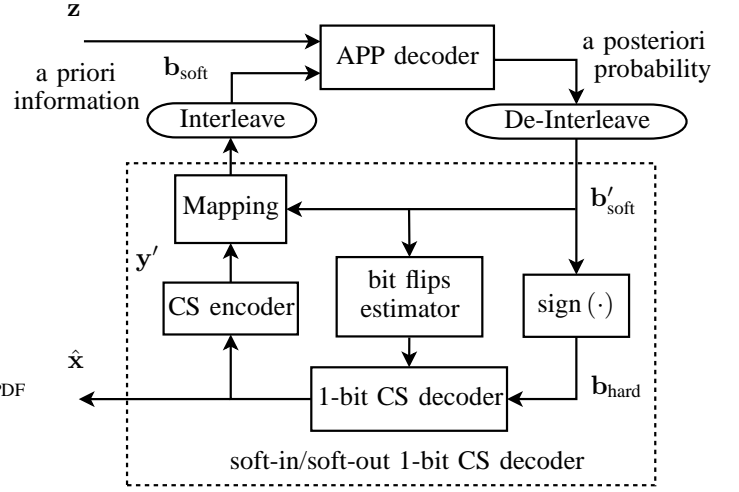 z
APP decoder
a priori
information
b_soft
a posteriori
probability
Interleave
De-Interleave
Mapping
b'_soft
y'
CS encoder
bit flips
estimator
sign (·)
x̂
PDF
1-bit CS decoder
b_hard
soft-in/soft-out 1-bit CS decoder